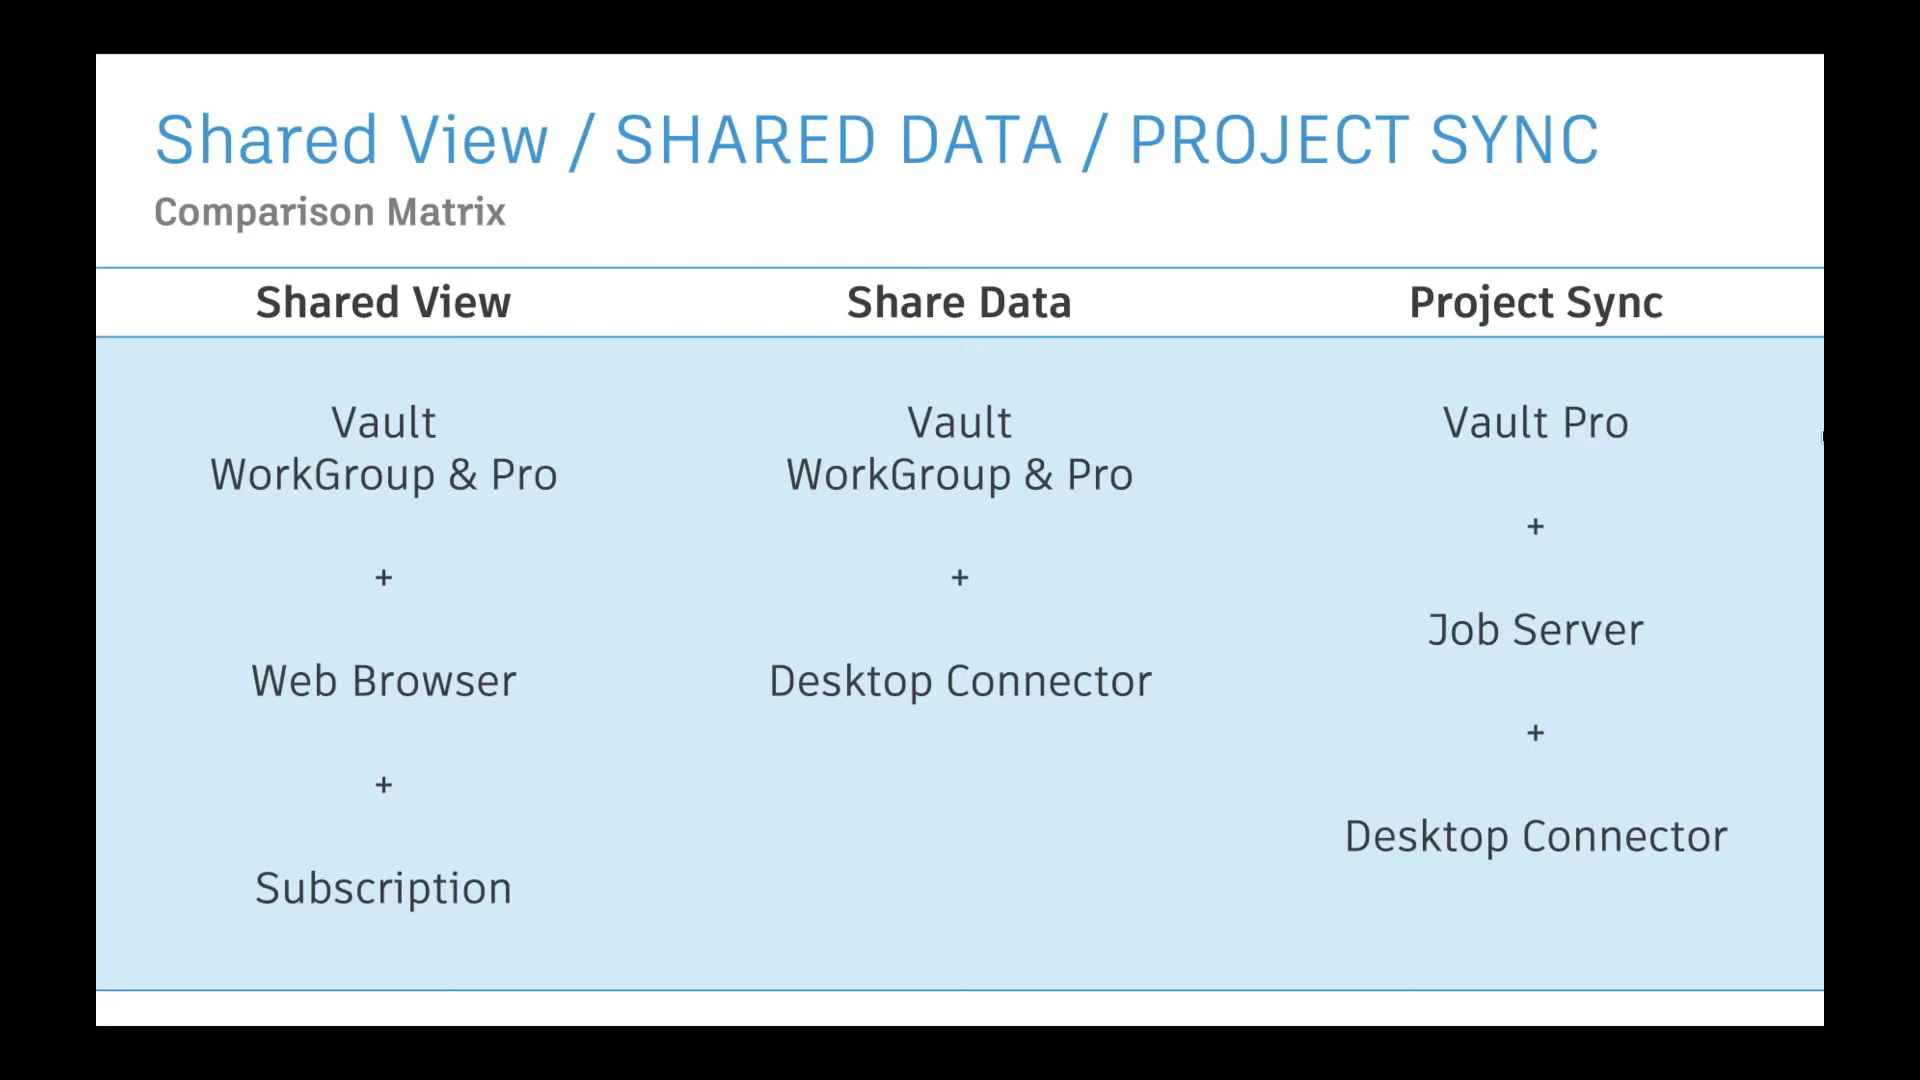 Shared View / SHARED DATA / PROJECT SYNC
Comparison Matrix
Shared View
Share Data
Project Sync
Vault
WorkGroup & Pro
+
Web Browser
+
Subscription
Vault
WorkGroup & Pro
+
Desktop Connector
Vault Pro
+
Job Server
+
Desktop Connector